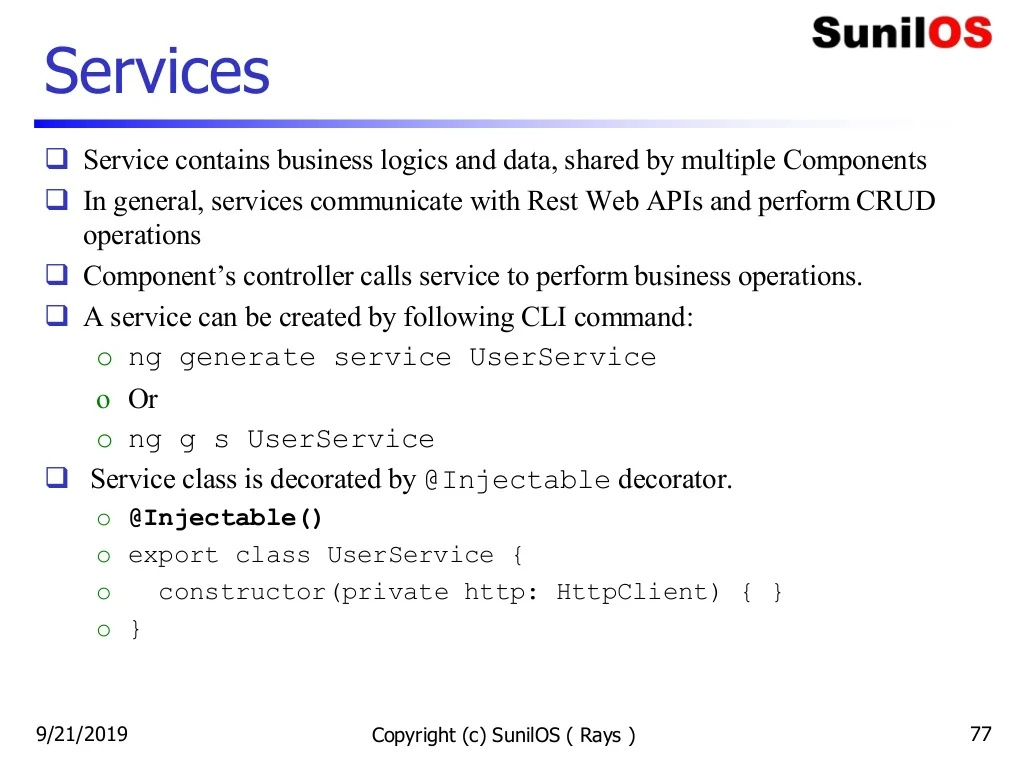 SunilOS
Services
Service contains business logics and data, shared by multiple Components
In general, services communicate with Rest Web APIs and perform CRUD
operations
Component’s controller calls service to perform business operations.
A service can be created by following CLI command:
o ng generate service UserService
o Or
o ng g s UserService
Service class is decorated by @Injectable decorator.
o @Injectable()
o export class UserService {
o constructor(private http: HttpClient) { }
o }
9/21/2019
Copyright (c) SunilOS ( Rays )
77